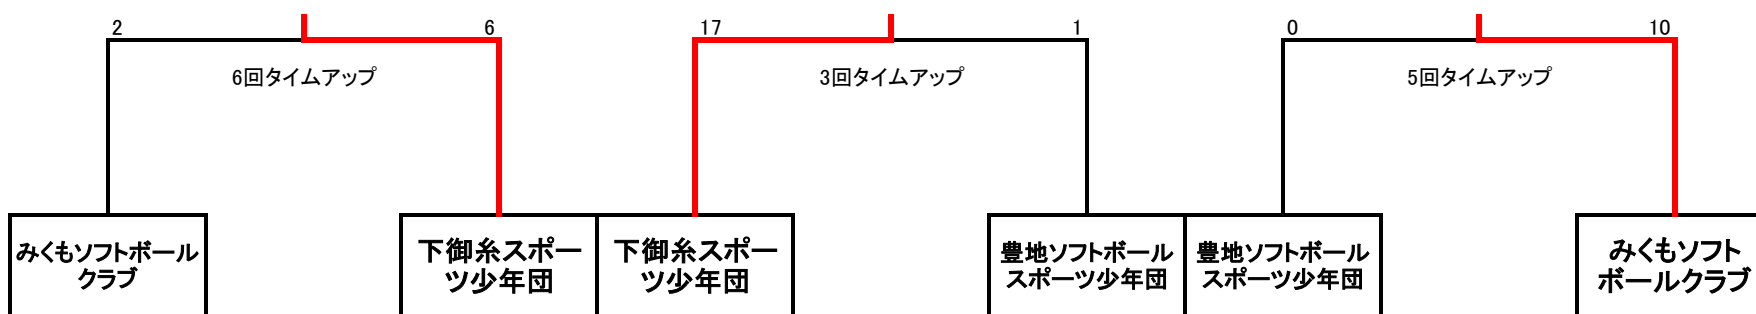 2
6
17
1
0
10
6回タイムアップ
3回タイムアップ
5回タイムアップ
みくもソフトボール
クラブ
下御糸スポー
ツ少年団
下御糸スポー
ツ少年団
豊地ソフトボール
スポーツ少年団
豊地ソフトボール
スポーツ少年団
みくもソフト
ボールクラブ